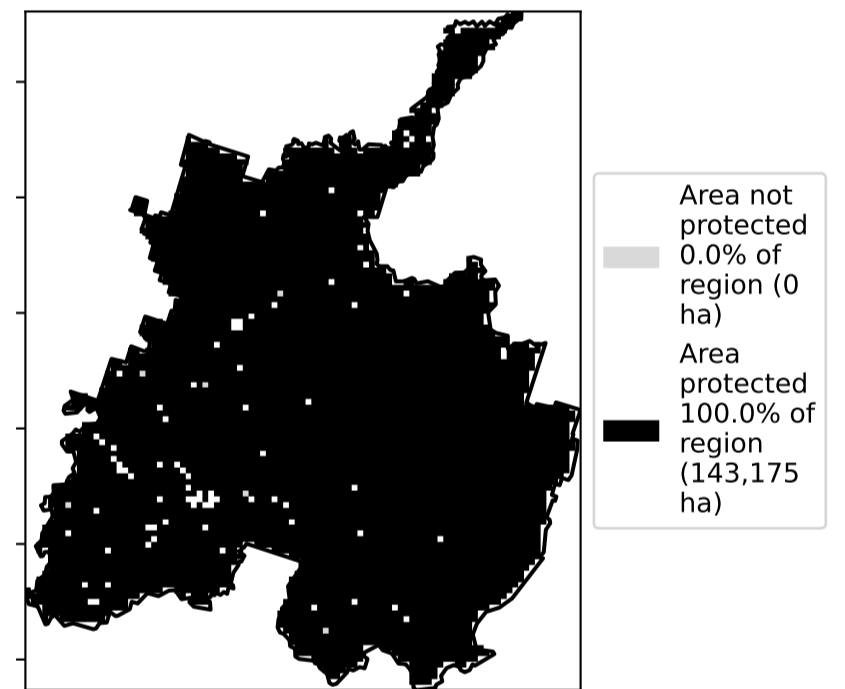 Area not
protected
0.0% of
region (0
ha)
Area
protected
100.0% of
region
(143,175
ha)